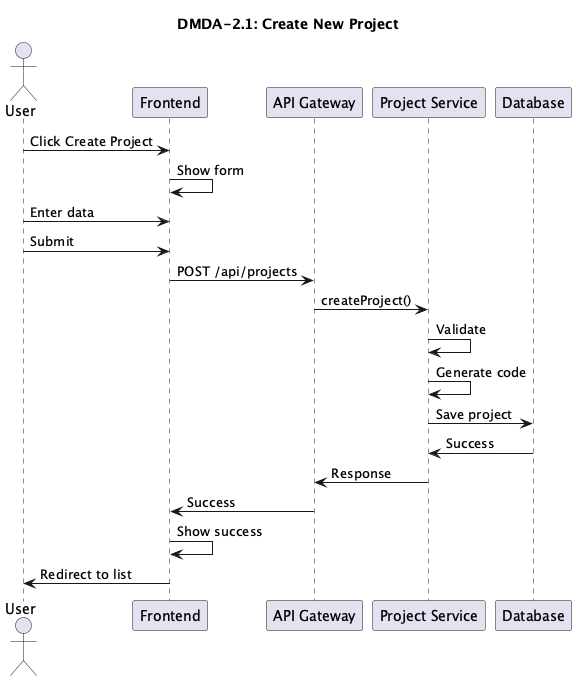 DMDA-2.1: Create New Project
User
Frontend
API Gateway
Project Service
Database
Click Create Project
Show form
Enter data
Submit
POST /api/projects
createProject()
Validate
Generate code
Save project
Success
Response
Success
Show success
Redirect to list
User
Frontend
API Gateway
Project Service
Database